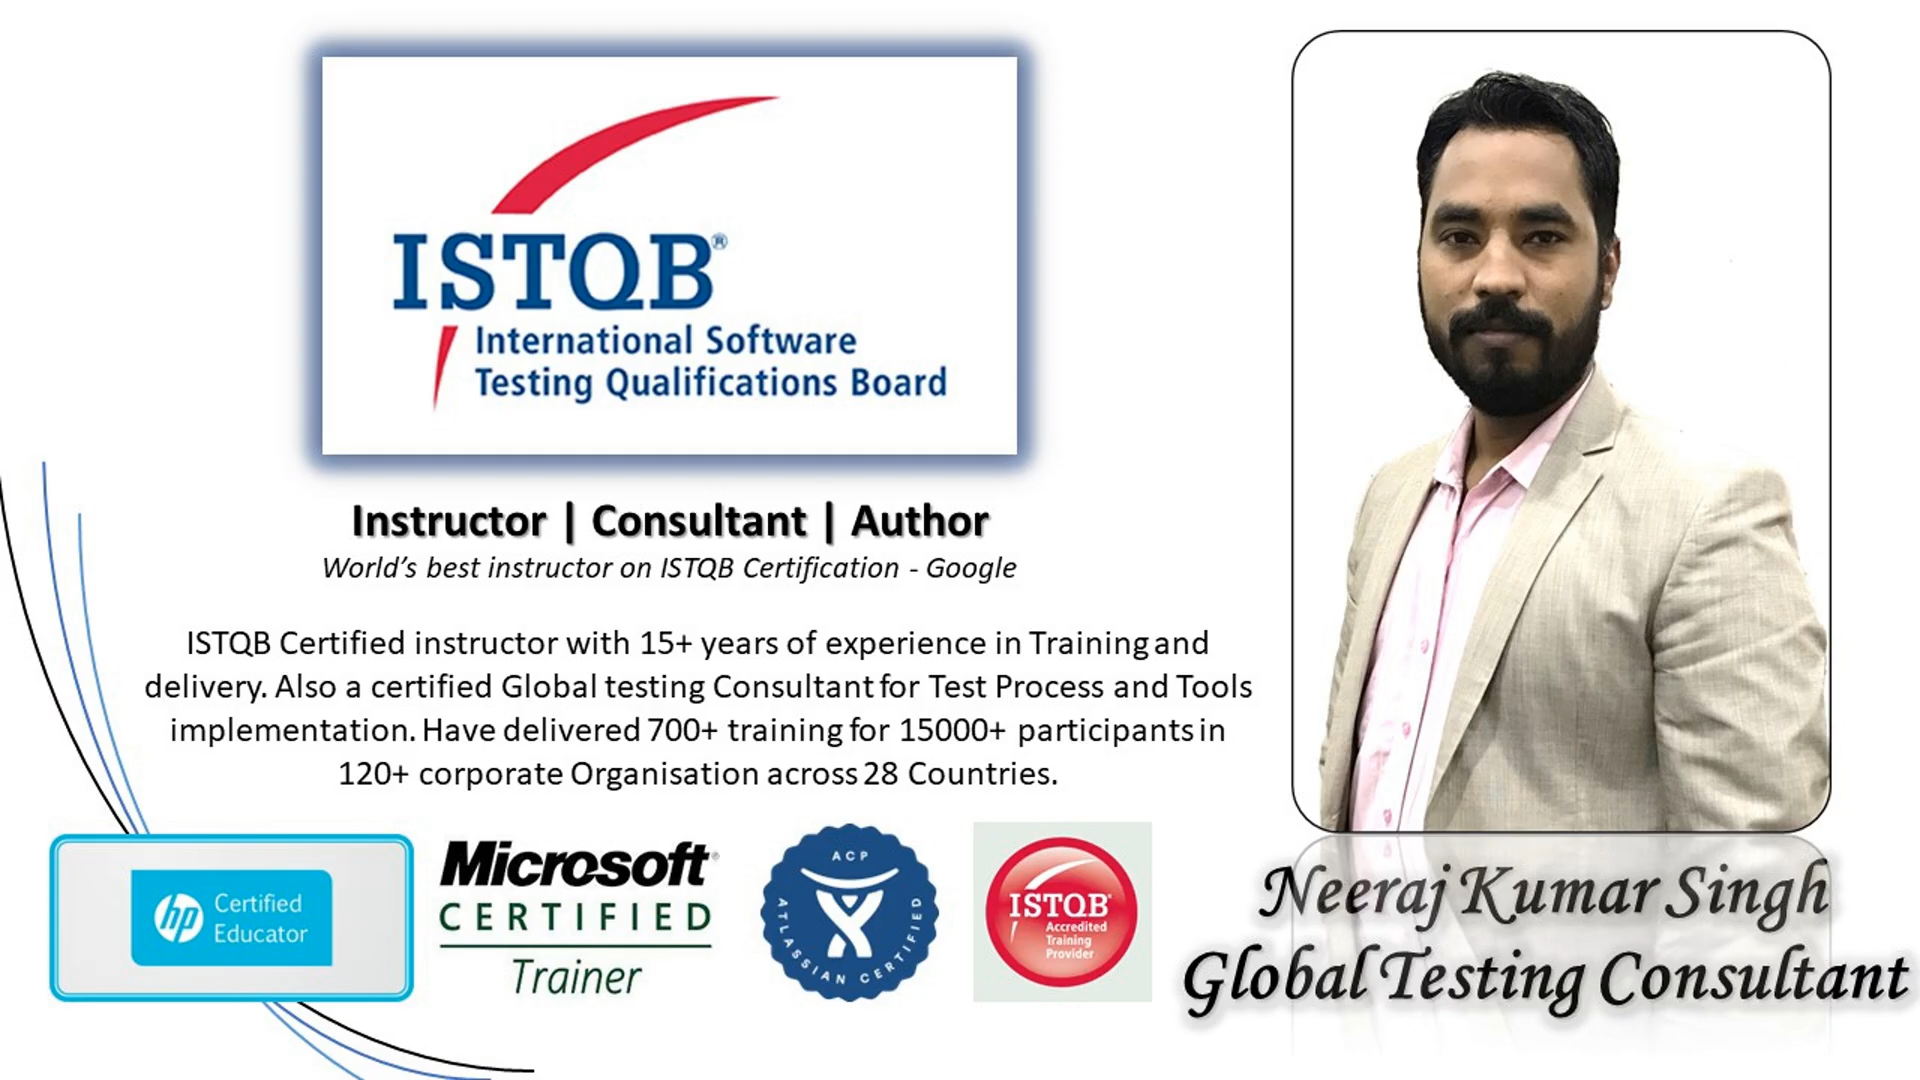 ISTQB®
International Software
Testing Qualifications Board
Instructor | Consultant | Author
World’s best instructor on ISTQB Certification - Google
ISTQB Certified instructor with 15+ years of experience in Training and
delivery. Also a certified Global testing Consultant for Test Process and Tools
implementation. Have delivered 700+ training for 15000+ participants in
120+ corporate Organisation across 28 Countries.
hp
Certified
Educator
Microsoft®
CERTIFIED
Trainer
ACP
ATLASSIAN CERTIFIED
ISTQB®
Accredited
Training
Provider
Neeraj Kumar Singh
Global Testing Consultant